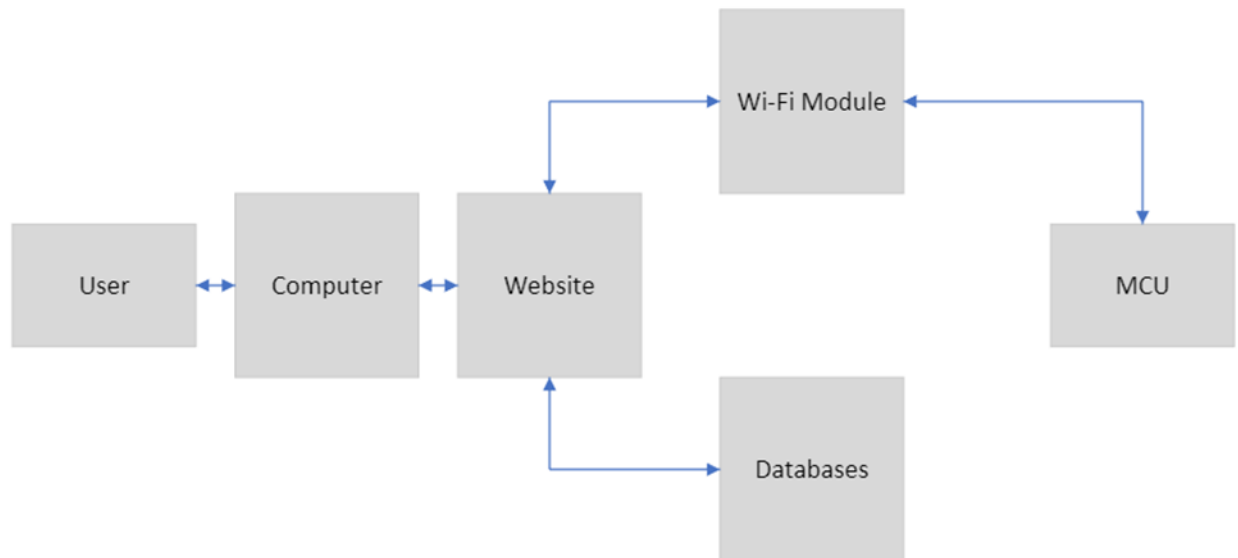 Wi-Fi Module
User
Computer
Website
MCU
Databases